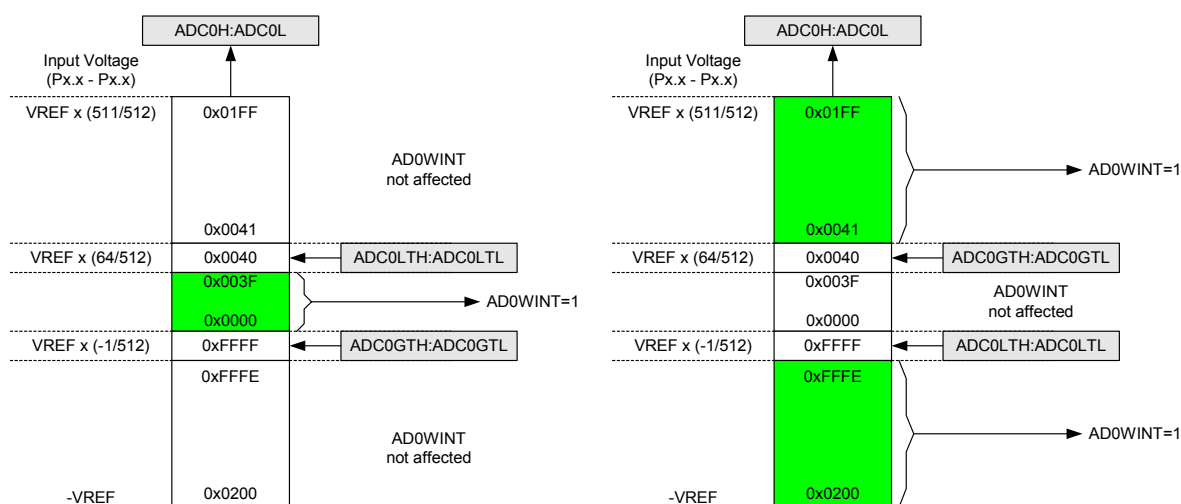 ADC0H:ADC0L
Input Voltage
(Px.x - Px.x)
VREF x (511/512)
0x01FF
AD0WINT
not affected
0x0041
VREF x (64/512)
0x0040
ADC0LTH:ADC0LTL
0x003F
AD0WINT=1
0x0000
VREF x (-1/512)
0xFFFF
ADC0GTH:ADC0GTL
0xFFFE
AD0WINT
not affected
-VREF
0x0200
ADC0H:ADC0L
Input Voltage
(Px.x - Px.x)
VREF x (511/512)
0x01FF
AD0WINT=1
0x0041
VREF x (64/512)
0x0040
ADC0GTH:ADC0GTL
0x003F
AD0WINT
not affected
0x0000
VREF x (-1/512)
0xFFFF
ADC0LTH:ADC0LTL
0xFFFE
AD0WINT=1
-VREF
0x0200